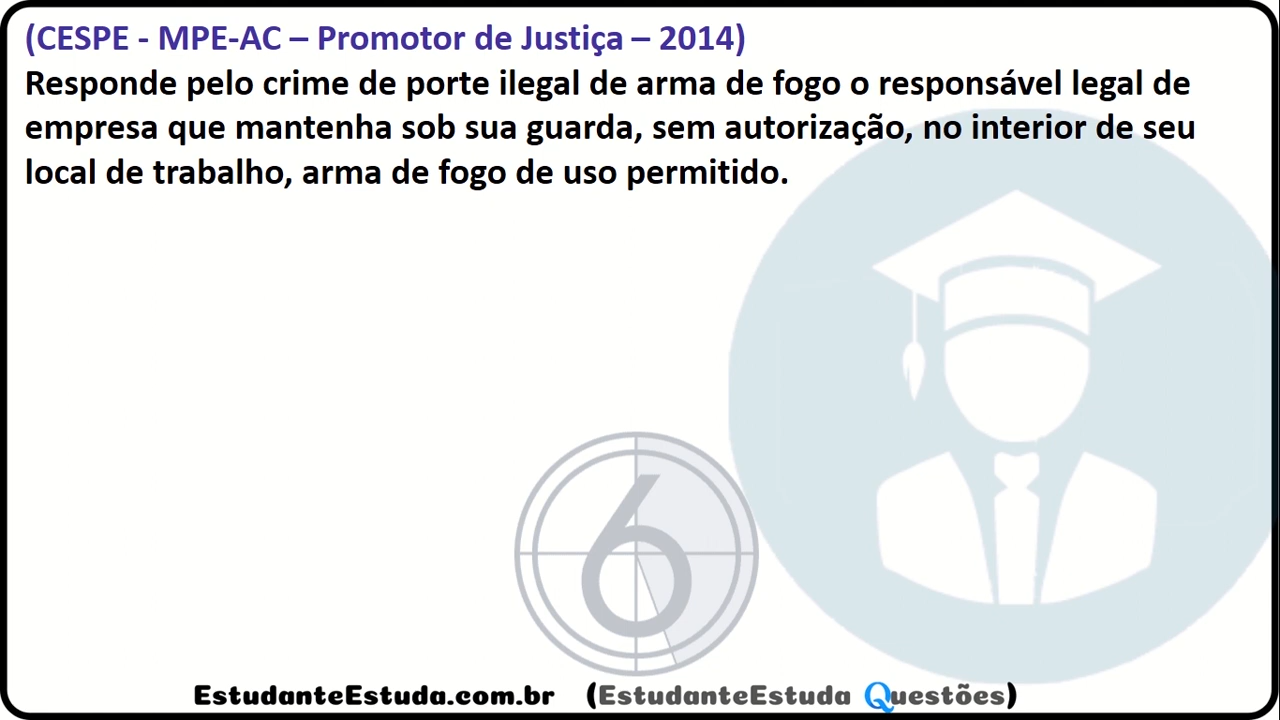 (CESPE - MPE-AC – Promotor de Justiça – 2014)
Responde pelo crime de porte ilegal de arma de fogo o responsável legal de
empresa que mantenha sob sua guarda, sem autorização, no interior de seu
local de trabalho, arma de fogo de uso permitido.
6
EstudanteEstuda.com.br (EstudanteEstuda Questões)